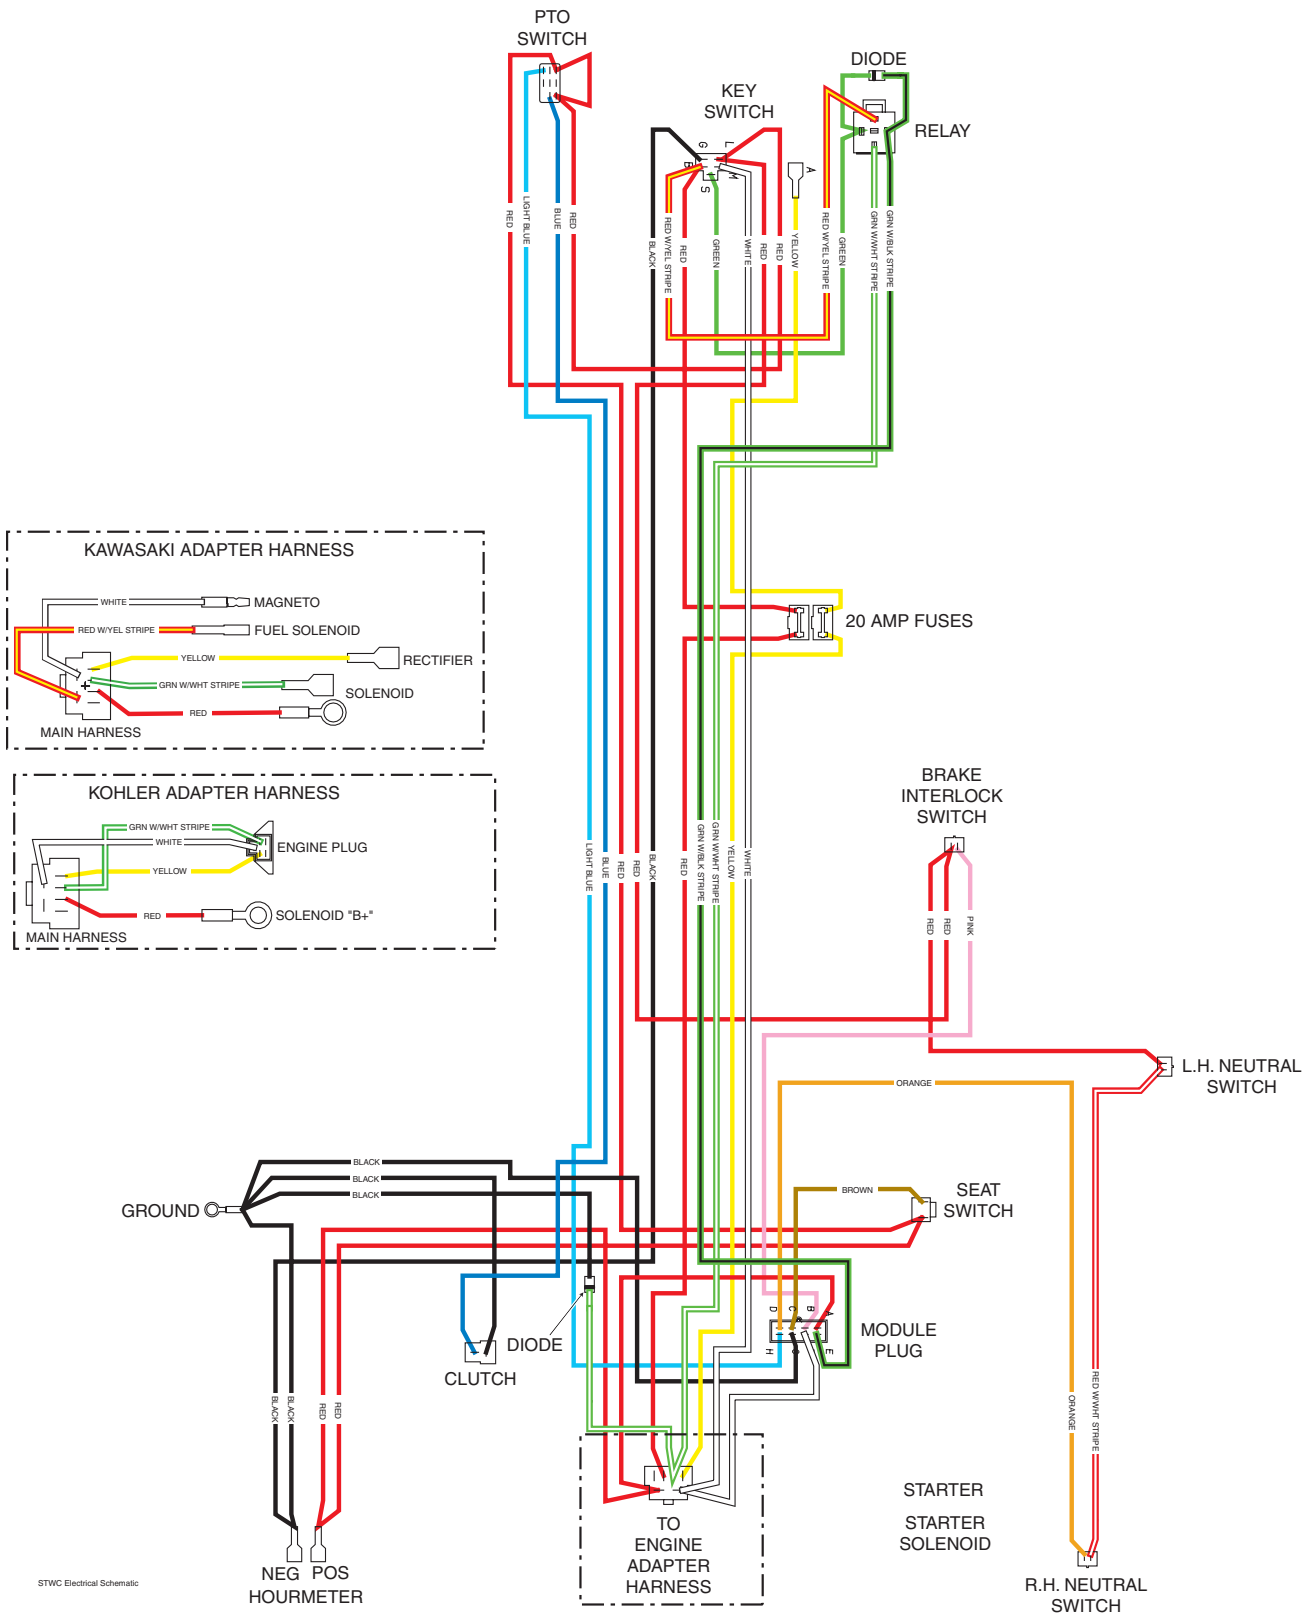 PTO
SWITCH
DIODE
KEY
SWITCH
RELAY
G
L
B
M
S
A
RED
LIGHT BLUE
BLUE
RED
BLACK
RED W/YEL STRIPE
RED
GREEN
WHITE
RED
RED
YELLOW
RED W/YEL STRIPE
GREEN
GRN W/WHT STRIPE
GRN W/BLK STRIPE
KAWASAKI ADAPTER HARNESS
WHITE
MAGNETO
RED W/YEL STRIPE
FUEL SOLENOID
YELLOW
RECTIFIER
GRN W/WHT STRIPE
SOLENOID
RED
MAIN HARNESS
20 AMP FUSES
KOHLER ADAPTER HARNESS
GRN W/WHT STRIPE
WHITE
ENGINE PLUG
YELLOW
RED
SOLENOID "B+"
MAIN HARNESS
BRAKE
INTERLOCK
SWITCH
LIGHT BLUE
BLUE
RED
RED
BLACK
RED
GRN W/BLK STRIPE
GRN W/WHT STRIPE
YELLOW
WHITE
RED
RED
PINK
L.H. NEUTRAL
SWITCH
ORANGE
BLACK
BLACK
BLACK
GROUND
BROWN
SEAT
SWITCH
D
C
B
A
H
G
E
DIODE
MODULE
PLUG
CLUTCH
BLACK
BLACK
RED
RED
ORANGE
RED W/WHT STRIPE
STARTER
STARTER
SOLENOID
TO
ENGINE
ADAPTER
HARNESS
NEG
POS
HOURMETER
R.H. NEUTRAL
SWITCH
STWC Electrical Schematic